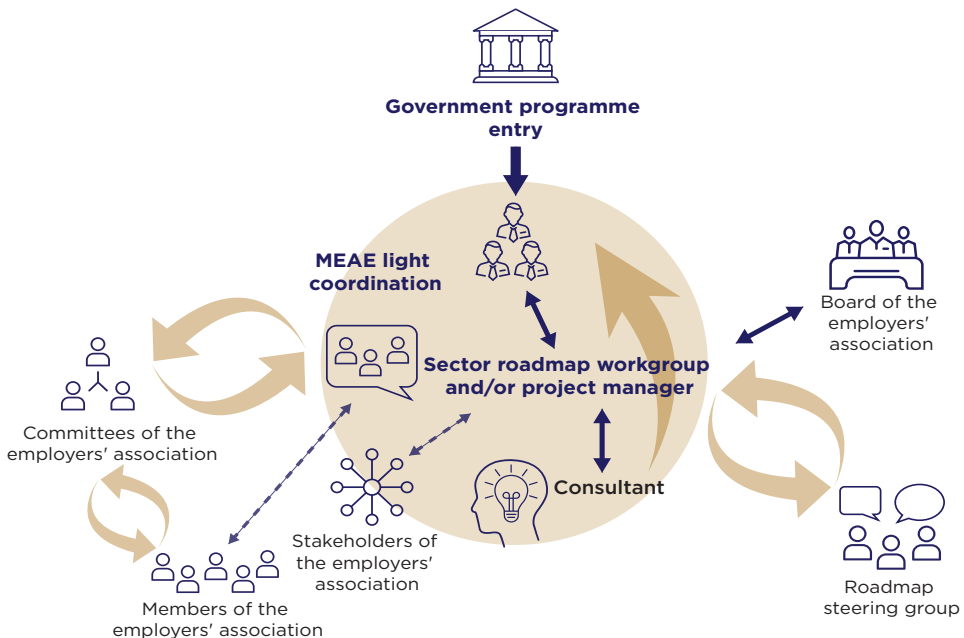 Government programme
entry
MEAE light
coordination
Board of the
employers'
association
Sector roadmap workgroup
and/or project manager
Committees of the
employers' association
Consultant
Stakeholders of
the employers'
association
Members of the
employers' association
Roadmap
steering group